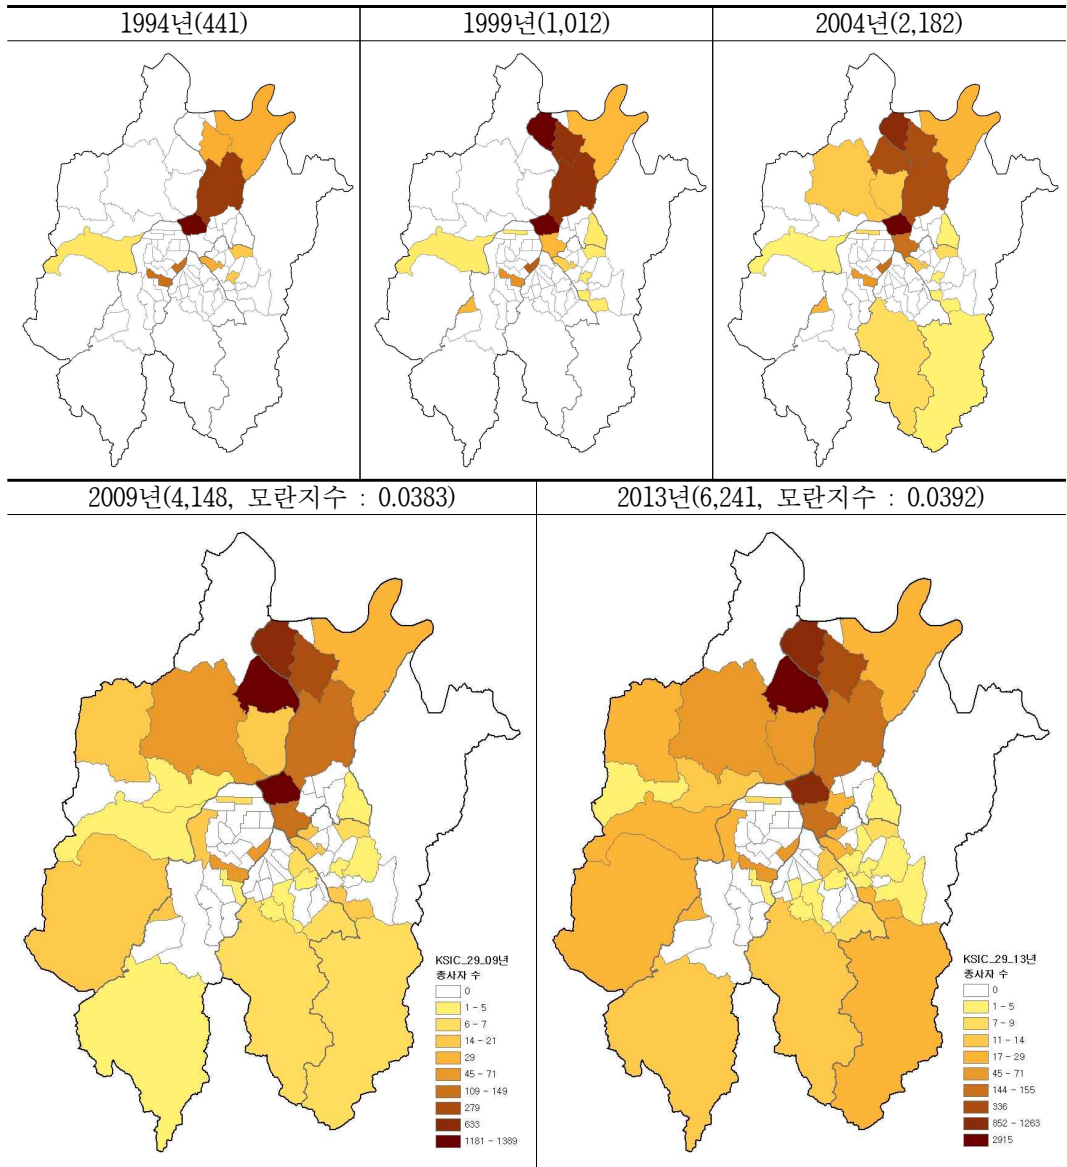 1994년(441)
1999년(1,012)
2004년(2,182)
2009년(4,148, 모란지수 : 0.0383)
2013년(6,241, 모란지수 : 0.0392)
KSIC_29_09년
종사자 수
0
1 - 5
6 - 7
14 - 21
29
45 - 71
109 - 149
279
633
1181 - 1389
KSIC_29_13년
종사자 수
0
1 - 5
7 - 9
11 - 14
17 - 29
45 - 71
144 - 155
336
852 - 1263
2915